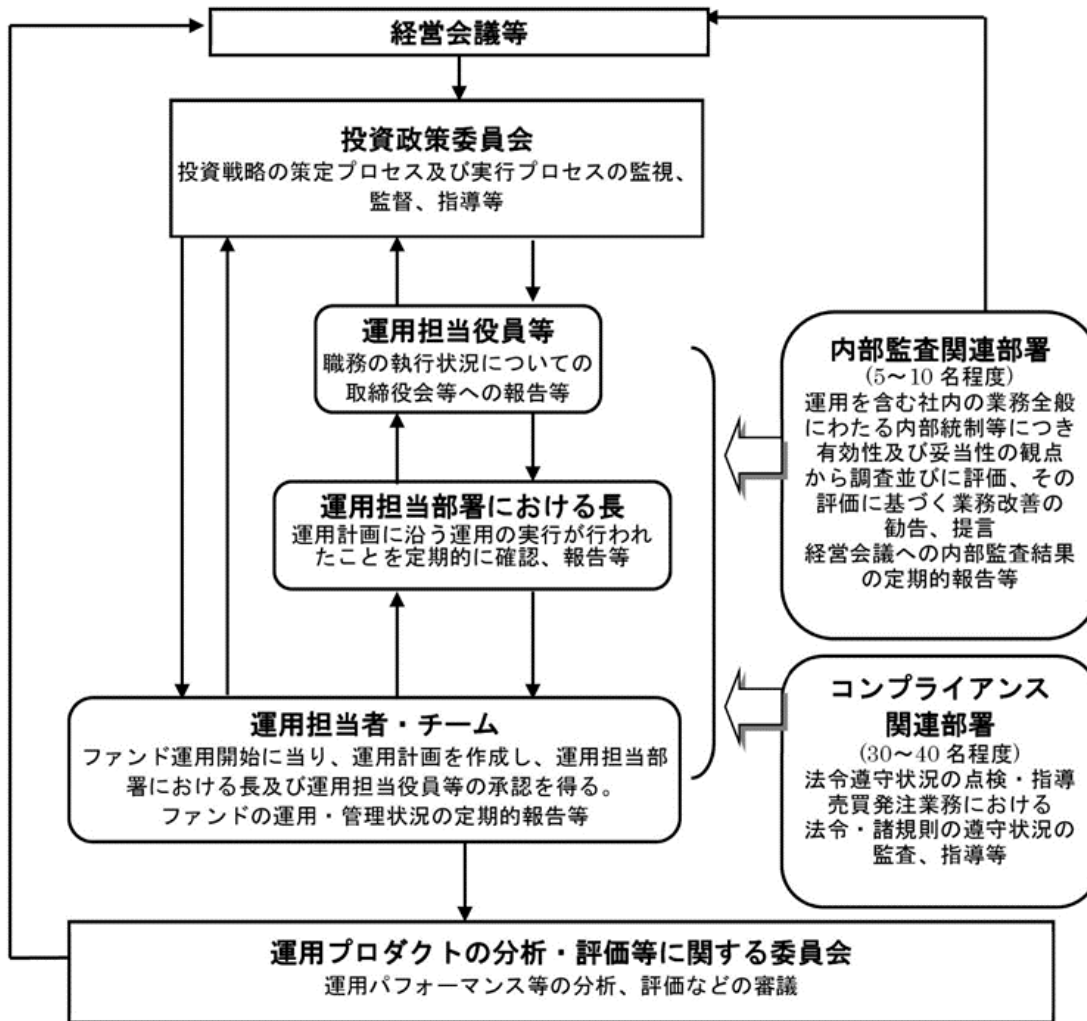 経営会議等
投資政策委員会
投資戦略の策定プロセス及び実行プロセスの監視、
監督、指導等
運用担当役員等
職務の執行状況についての
取締役会等への報告等
運用担当部署における長
運用計画に沿う運用の実行が行われ
たことを定期的に確認、報告等
運用担当者・チーム
ファンド運用開始に当り、運用計画を作成し、運用担当部
署における長及び運用担当役員等の承認を得る。
ファンドの運用・管理状況の定期的報告等
内部監査関連部署
(5～10 名程度)
運用を含む社内の業務全般
にわたる内部統制等につき
有効性及び妥当性の観点
から調査並びに評価、その
評価に基づく業務改善の
勧告、提言
経営会議への内部監査結果
の定期的報告等
コンプライアンス
関連部署
(30～40 名程度)
法令遵守状況の点検・指導
売買発注業務における
法令・諸規則の遵守状況の
監査、指導等
運用プロダクトの分析・評価等に関する委員会
運用パフォーマンス等の分析、評価などの審議